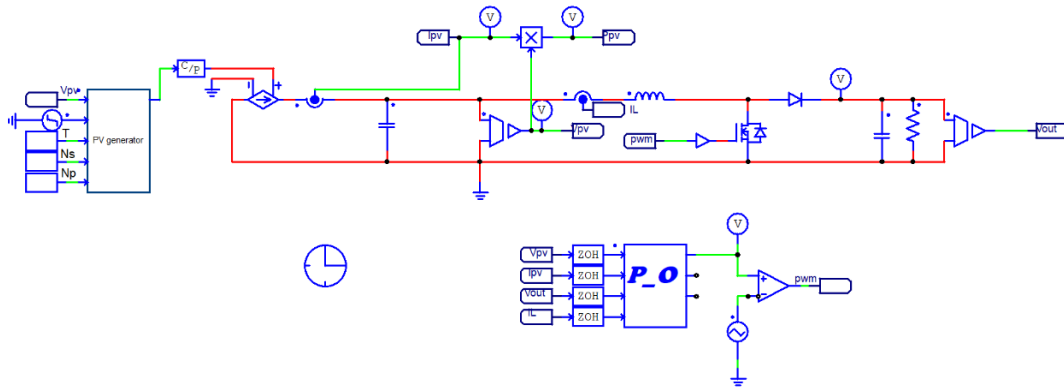 Ipv
V
V
Ppv
C/P
Vpv
T
Ns
Np
PV generator
V
Vpv
IL
V
pwm
Vout
V
Vpv
ZOH
Ipv
ZOH
Vout
ZOH
IL
ZOH
P_O
pwm